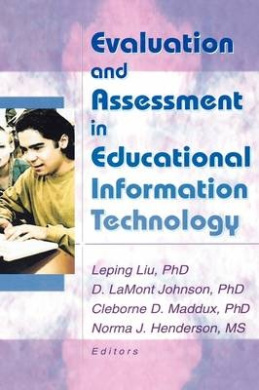 Evaluation
and
Assessment
in
Educational
Information
Technology
Leping Liu, PhD
D. LaMont Johnson, PhD
Cleborne D. Maddux, PhD
Norma J. Henderson, MS
Editors